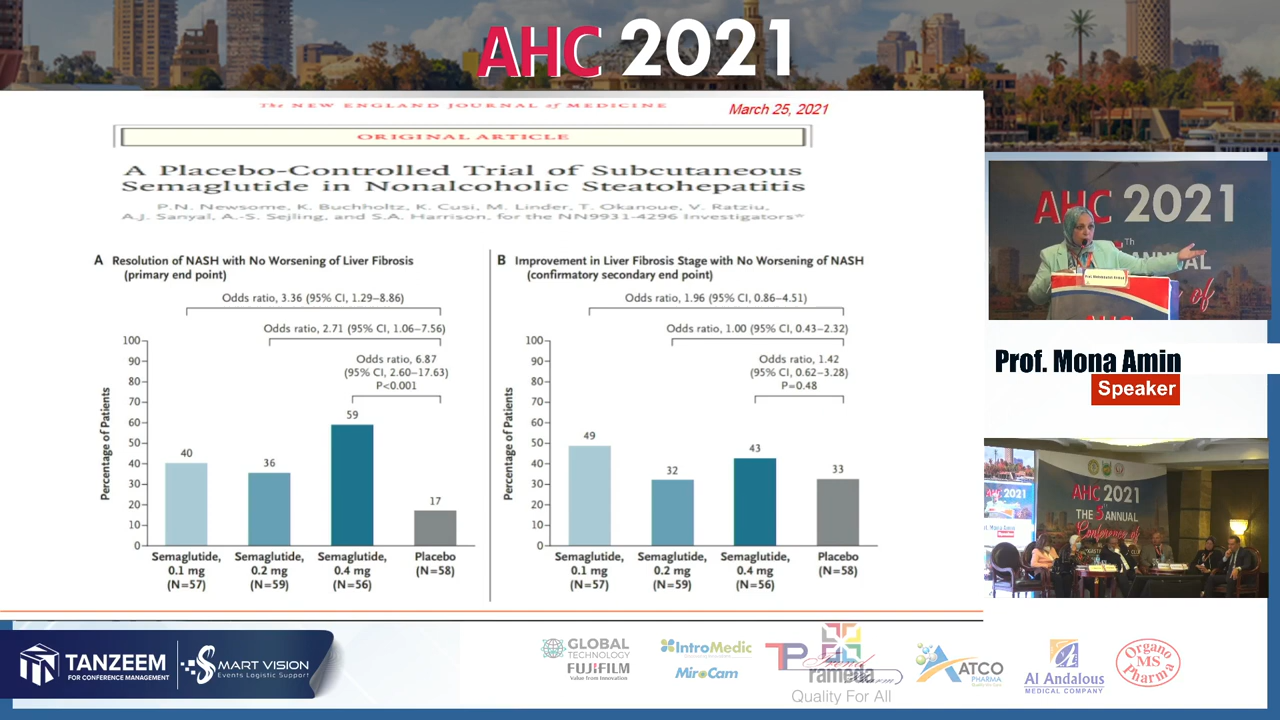 AHC 2021
The NEW ENGLAND JOURNAL of MEDICINE
March 25, 2021
ORIGINAL ARTICLE
A Placebo-Controlled Trial of Subcutaneous
Semaglutide in Nonalcoholic Steatohepatitis
P.N. Newsome, K. Buchholtz, K. Cusi, M. Linder, T. Okanoue, V. Ratziu,
A.J. Sanyal, A.-S. Sejling, and S.A. Harrison, for the NN9931-4296 Investigators*
A Resolution of NASH with No Worsening of Liver Fibrosis
(primary end point)
Odds ratio, 3.36 (95% CI, 1.29–8.86)
Odds ratio, 2.71 (95% CI, 1.06–7.56)
Odds ratio, 6.87
(95% CI, 2.60–17.63)
P<0.001
Percentage of Patients
100
90
80
70
60
50
40
30
20
10
0
40
36
59
17
Semaglutide, 0.1 mg (N=57)
Semaglutide, 0.2 mg (N=59)
Semaglutide, 0.4 mg (N=56)
Placebo (N=58)
B Improvement in Liver Fibrosis Stage with No Worsening of NASH
(confirmatory secondary end point)
Odds ratio, 1.96 (95% CI, 0.86–4.51)
Odds ratio, 1.00 (95% CI, 0.43–2.32)
Odds ratio, 1.42
(95% CI, 0.62–3.28)
P=0.48
Percentage of Patients
100
90
80
70
60
50
40
30
20
10
0
49
32
43
33
Semaglutide, 0.1 mg (N=57)
Semaglutide, 0.2 mg (N=59)
Semaglutide, 0.4 mg (N=56)
Placebo (N=58)
AHC 2021
Th
Prof. Mona Amin
Speaker
AHC 2021
THE 5 ANNUAL
Conference of
TANZEEM
FOR CONFERENCE MANAGEMENT
SMART VISION
Events Logistic Support
GLOBAL
TECHNOLOGY
FUJIFILM
Value from Innovation
IntroMedic
MiroCam
TP
rameda
Quality For All
ATCO
PHARMA
Al Andalous
MEDICAL COMPANY
Organo
MS
Pharma